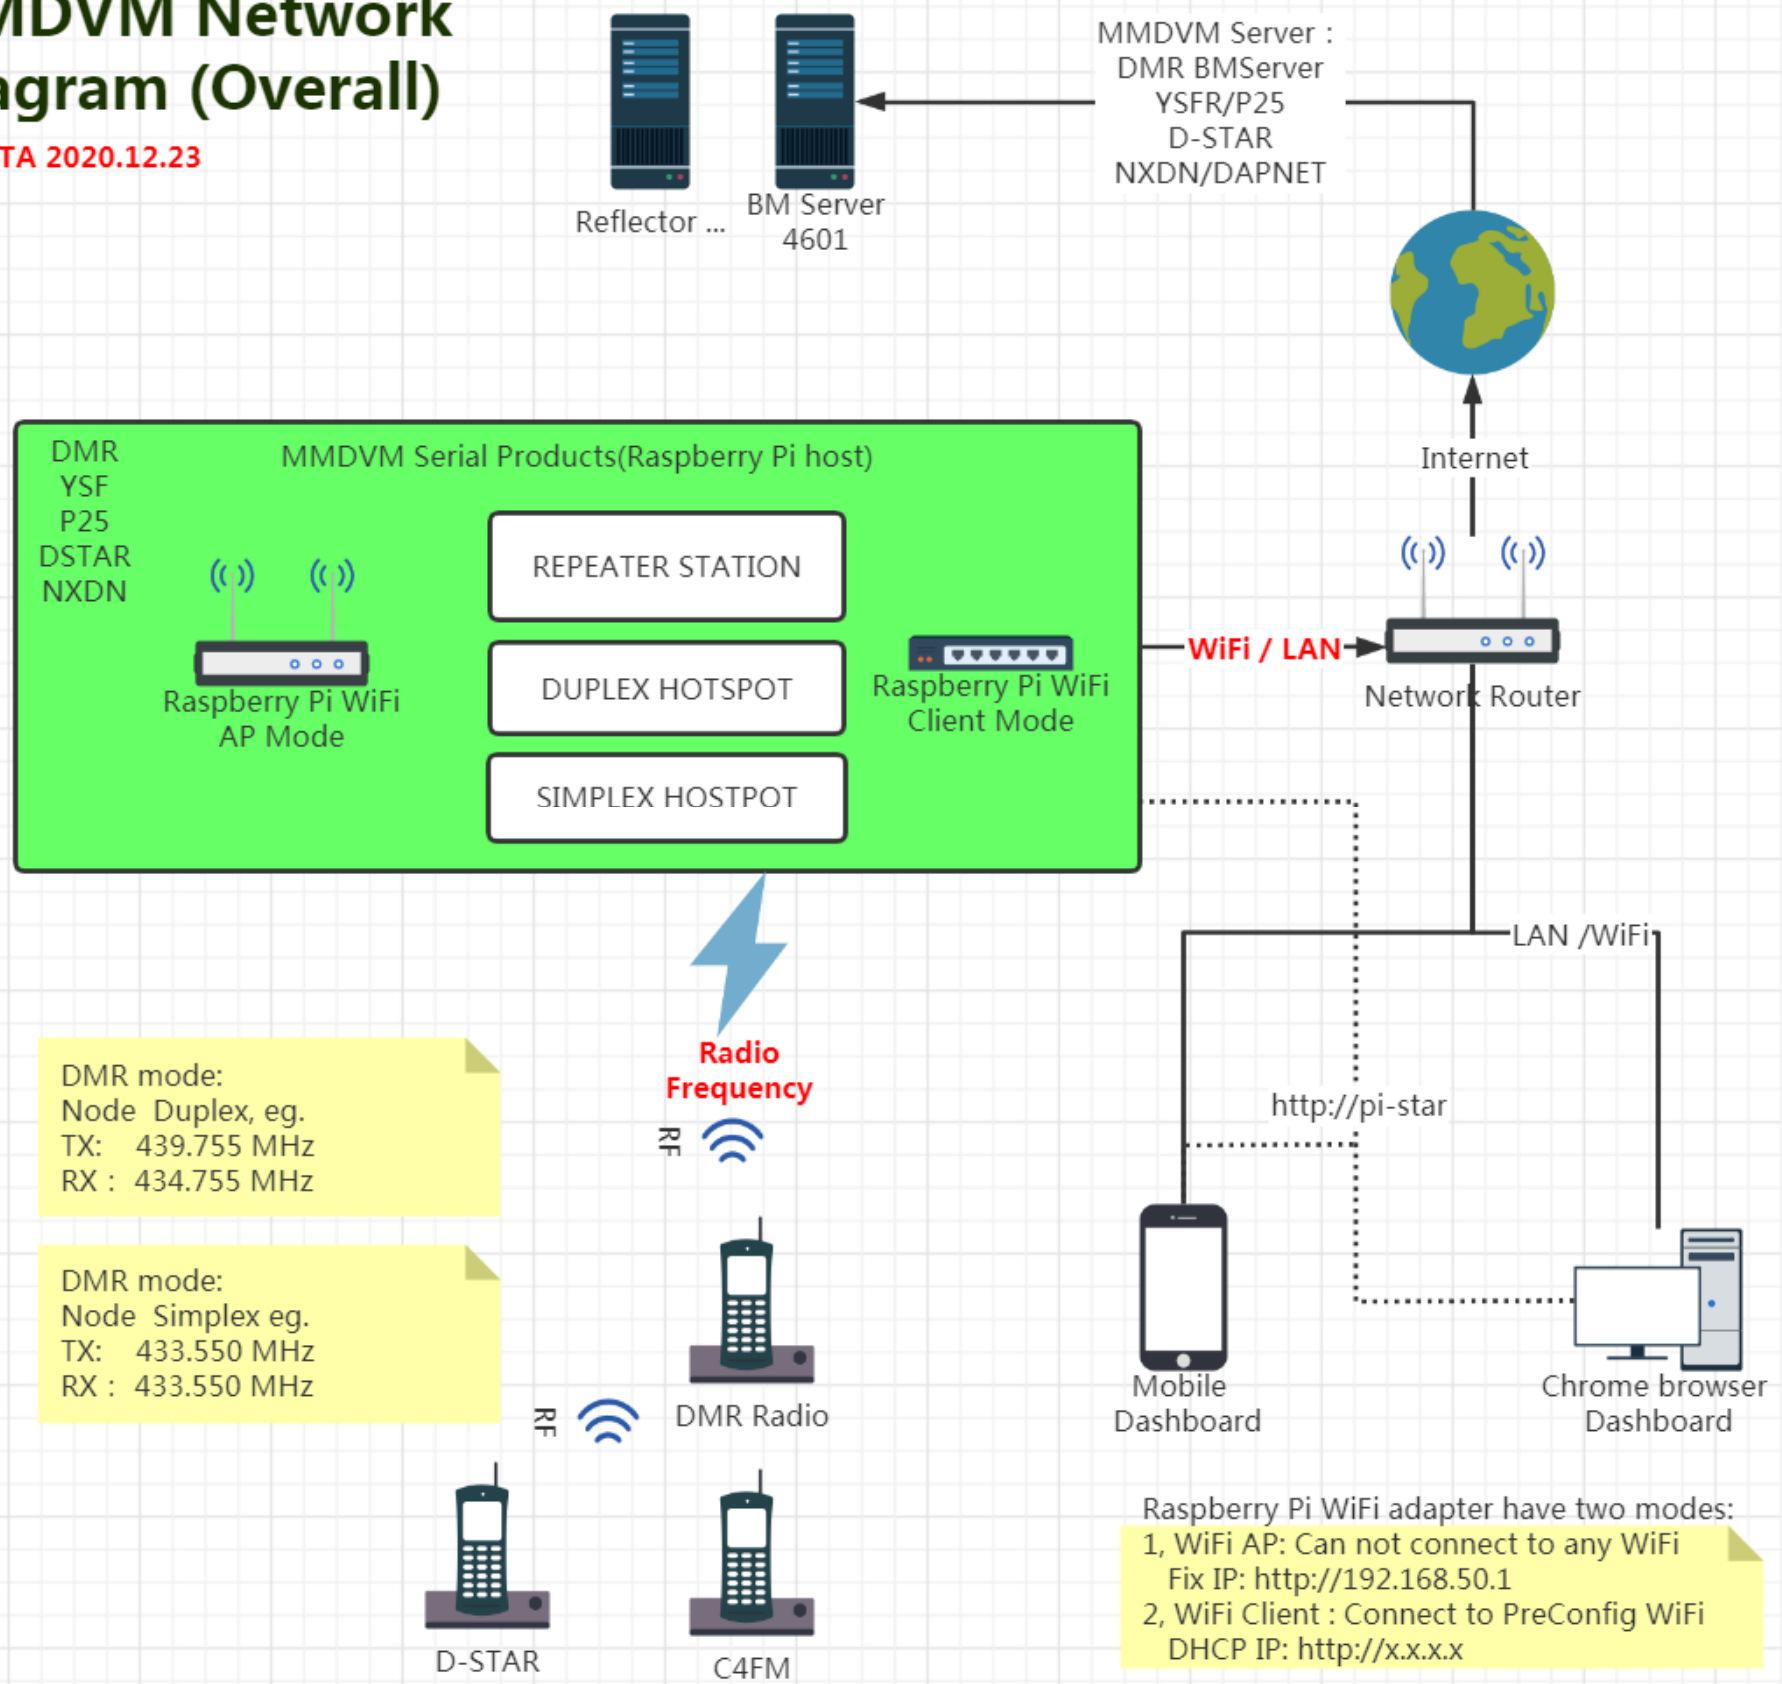 MDVM Network
agram (Overall)
TA 2020.12.23
Reflector ...
BM Server
4601
MMDVM Server :
DMR BMServer
YSFR/P25
D-STAR
NXDN/DAPNET
Internet
DMR
YSF
P25
DSTAR
NXDN
MMDVM Serial Products(Raspberry Pi host)
REPEATER STATION
DUPLEX HOTSPOT
SIMPLEX HOSTPOT
Raspberry Pi WiFi
AP Mode
Raspberry Pi WiFi
Client Mode
WiFi / LAN
Network Router
LAN /WiFi
http://pi-star
Radio
Frequency
RF
DMR mode:
Node Duplex, eg.
TX: 439.755 MHz
RX : 434.755 MHz
DMR mode:
Node Simplex eg.
TX: 433.550 MHz
RX : 433.550 MHz
RF
DMR Radio
D-STAR
C4FM
Mobile
Dashboard
Chrome browser
Dashboard
Raspberry Pi WiFi adapter have two modes:
1, WiFi AP: Can not connect to any WiFi
Fix IP: http://192.168.50.1
2, WiFi Client : Connect to PreConfig WiFi
DHCP IP: http://x.x.x.x